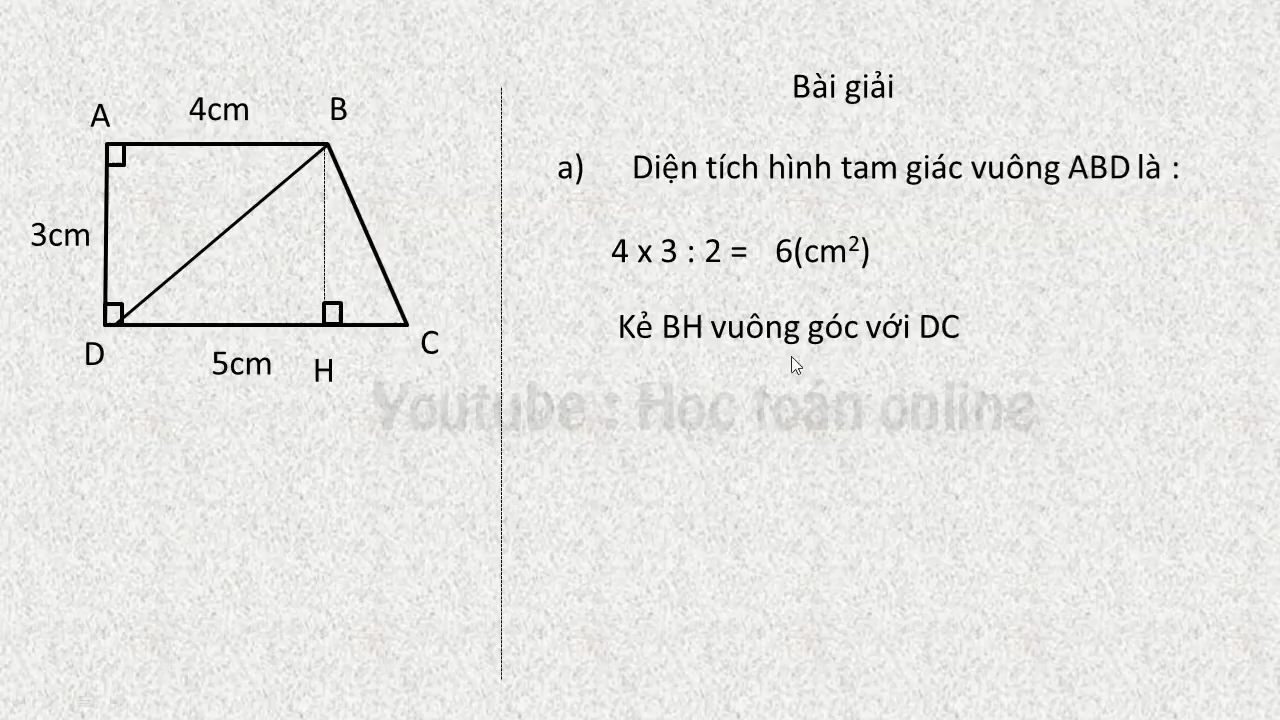 A
4cm
B
3cm
D
5cm
H
C
Bài giải
a) Diện tích hình tam giác vuông ABD là :
4 x 3 : 2 = 6(cm²)
Kẻ BH vuông góc với DC
Youtube : Học toán online